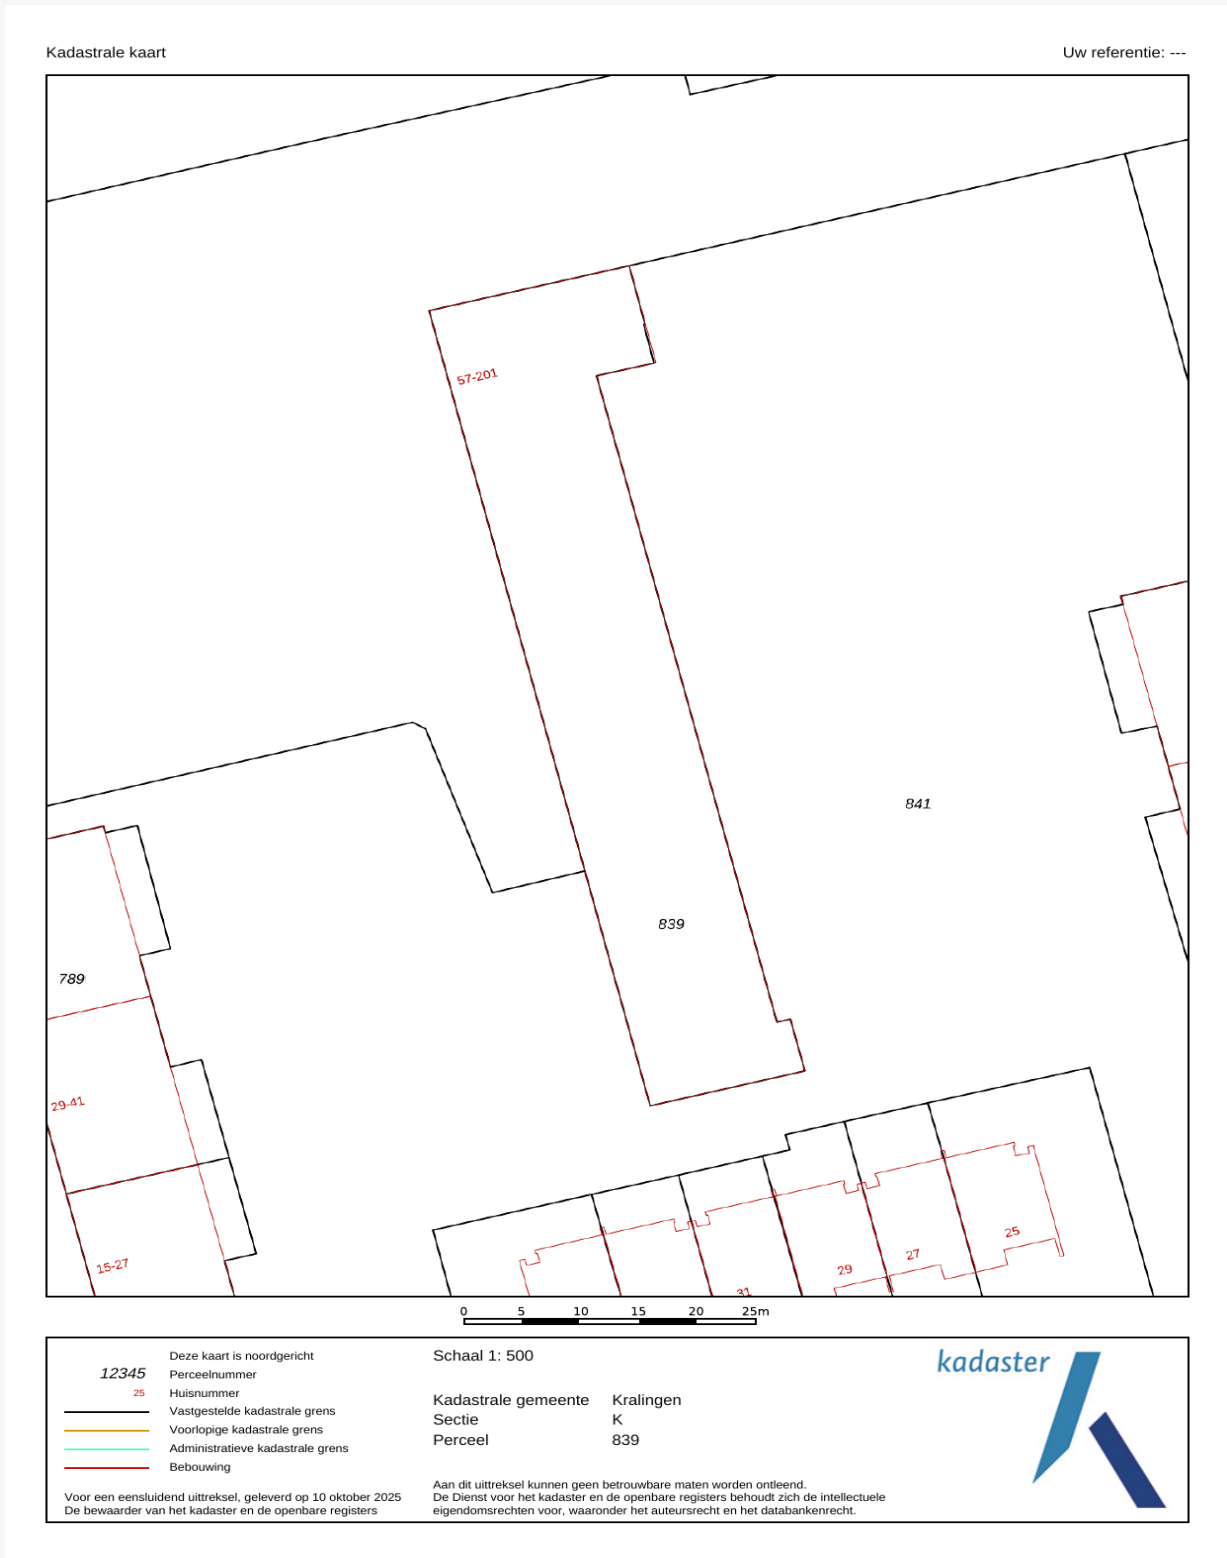 Kadastrale kaart
Uw referentie: ---
57-201
841
839
789
29-41
15-27
25
27
29
31
0 5 10 15 20 25m
Deze kaart is noordgericht
12345 Perceelnummer
25 Huisnummer
Vastgestelde kadastrale grens
Voorlopige kadastrale grens
Administratieve kadastrale grens
Bebouwing
Voor een eensluidend uittreksel, geleverd op 10 oktober 2025
De bewaarder van het kadaster en de openbare registers
Schaal 1: 500
Kadastrale gemeente Kralingen
Sectie K
Perceel 839
Aan dit uittreksel kunnen geen betrouwbare maten worden ontleend.
De Dienst voor het kadaster en de openbare registers behoudt zich de intellectuele
eigendomsrechten voor, waaronder het auteursrecht en het databankenrecht.
kadaster